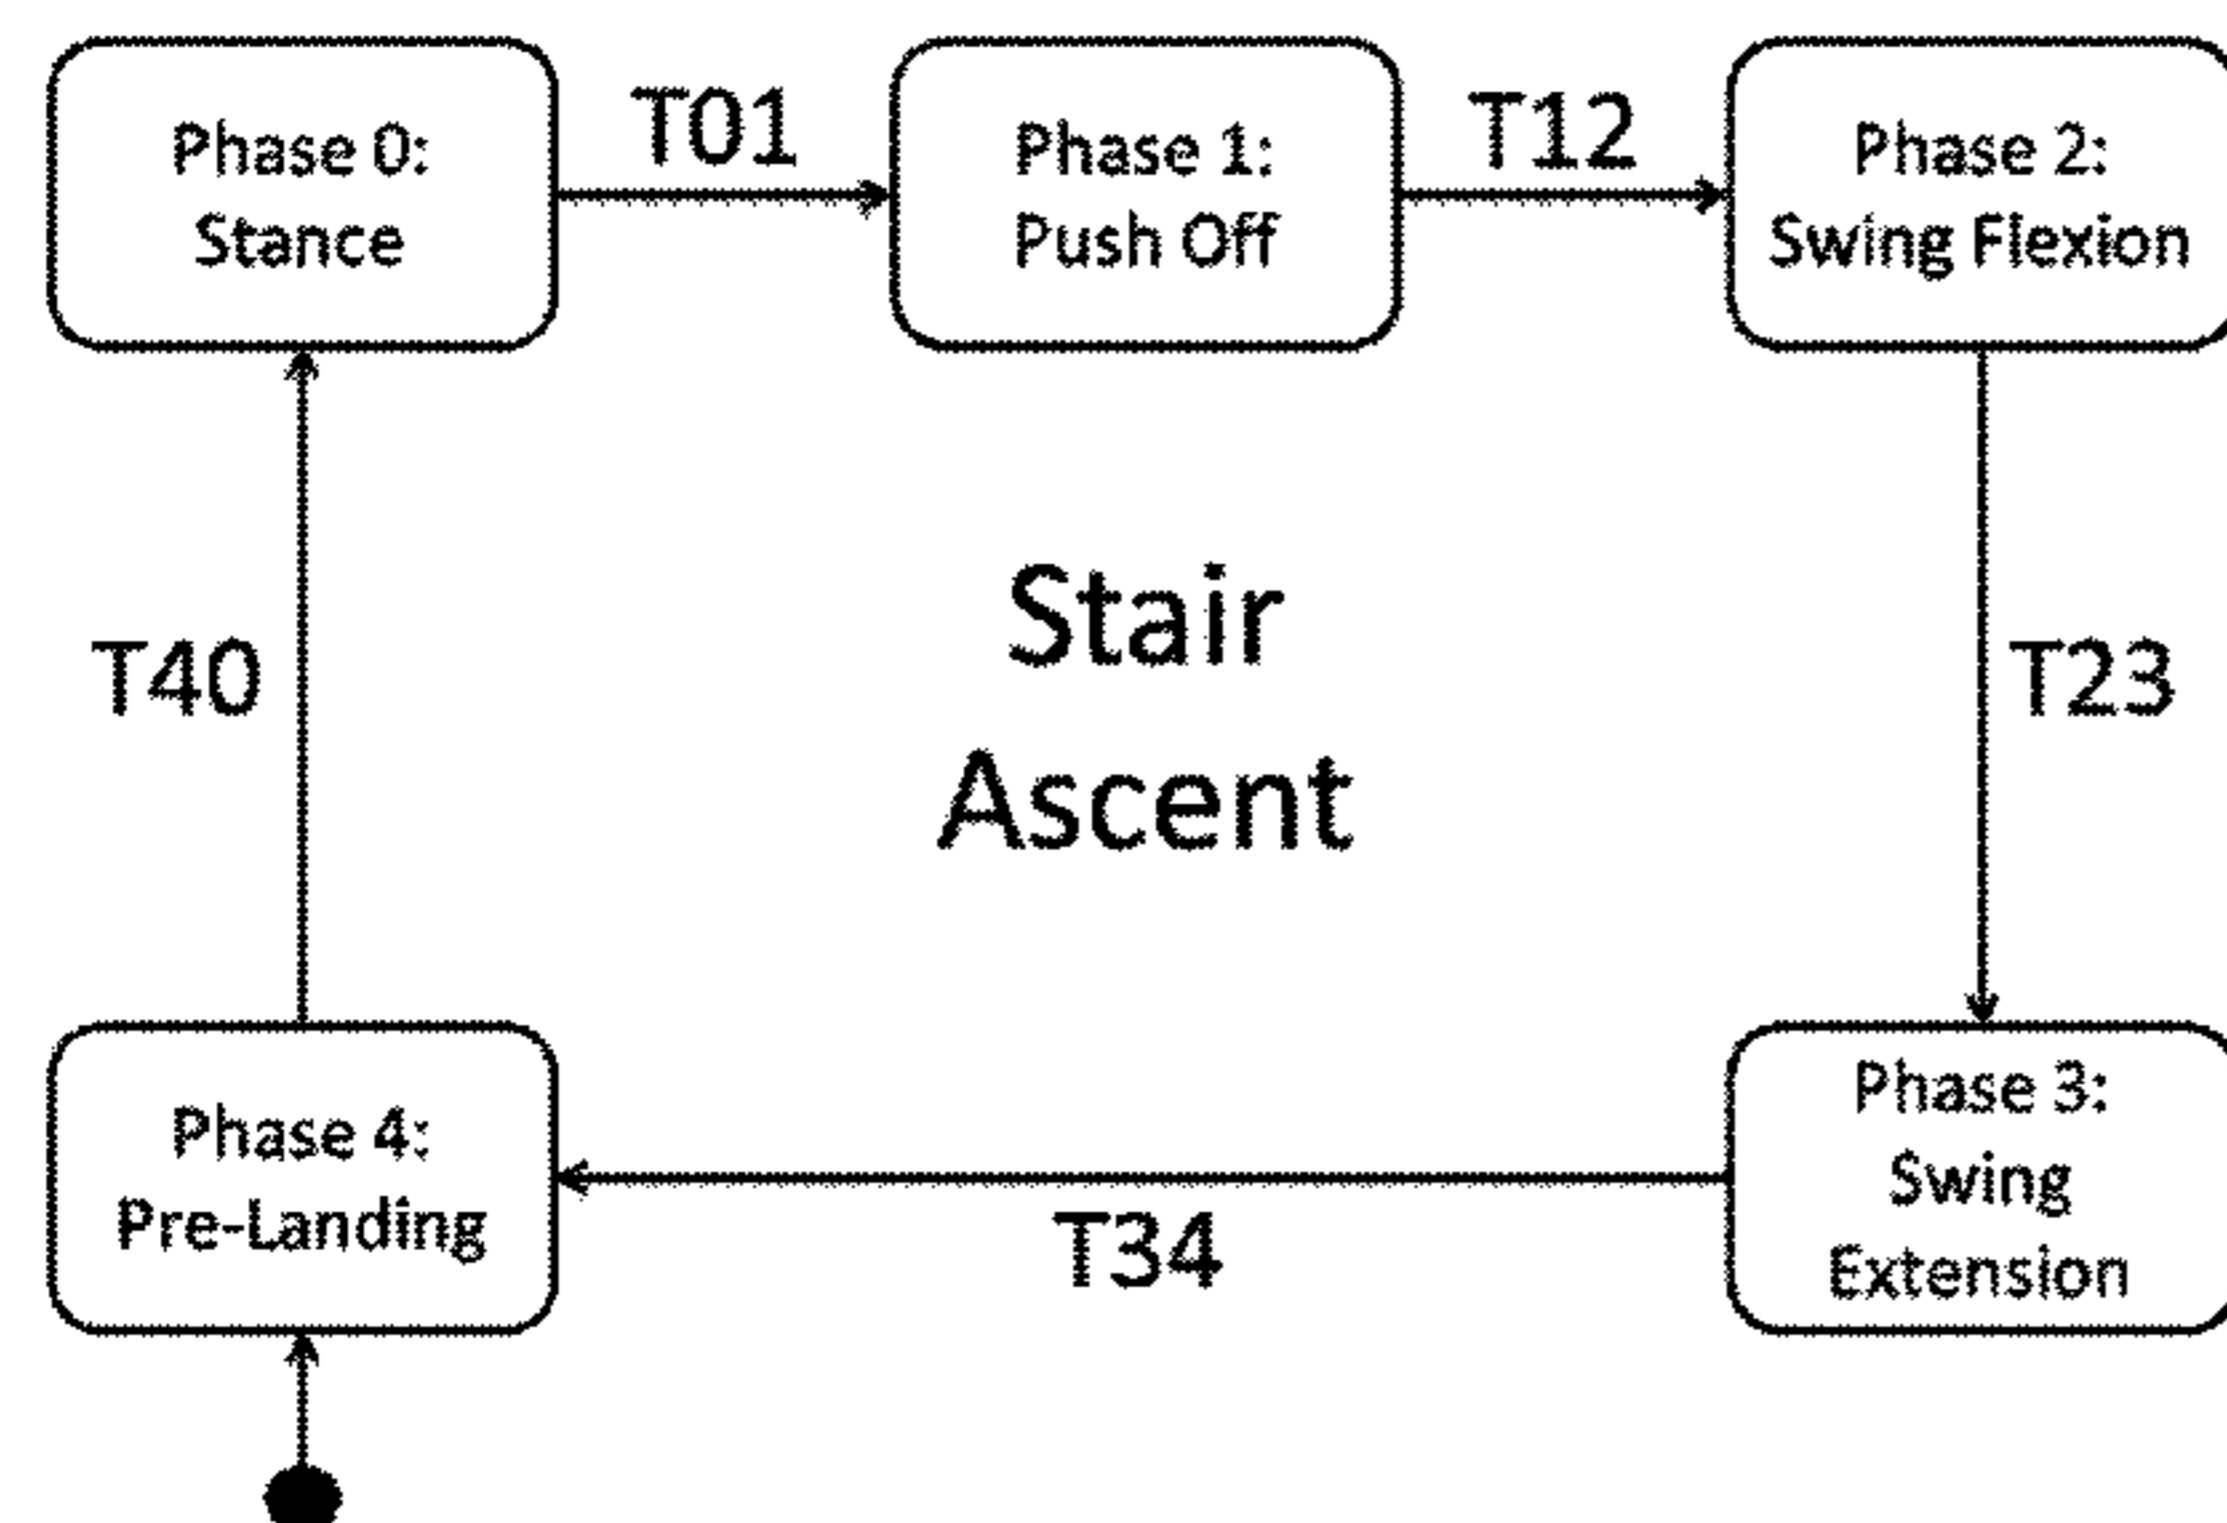 Phase 0:
Stance
T01
Phase 1:
Push Off
T12
Phase 2:
Swing Flexion
T40
Stair
Ascent
T23
Phase 4:
Pre-Landing
T34
Phase 3:
Swing
Extension